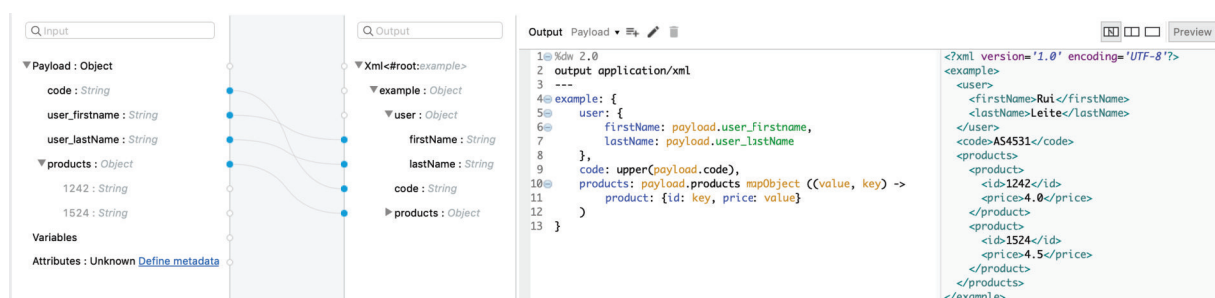 Input
Payload : Object
code : String
user_firstname : String
user_lastName : String
products : Object
1242 : String
1524 : String
Variables
Attributes : Unknown Define metadata
Output
Xml<#root:example>
example : Object
user : Object
firstName : String
lastName : String
code : String
products : Object
Output Payload
Preview
1 %dw 2.0
2 output application/xml
3 ---
4 example: {
5 user: {
6 firstName: payload.user_firstname,
7 lastName: payload.user_lastName
8 },
9 code: upper(payload.code),
10 products: payload.products mapObject ((value, key) ->
11 product: {id: key, price: value}
12 )
13 }
<?xml version='1.0' encoding='UTF-8'?>
<example>
<user>
<firstName>Rui</firstName>
<lastName>Leite</lastName>
</user>
<code>AS4531</code>
<products>
<product>
<id>1242</id>
<price>4.0</price>
</product>
<product>
<id>1524</id>
<price>4.5</price>
</product>
</products>
</example>